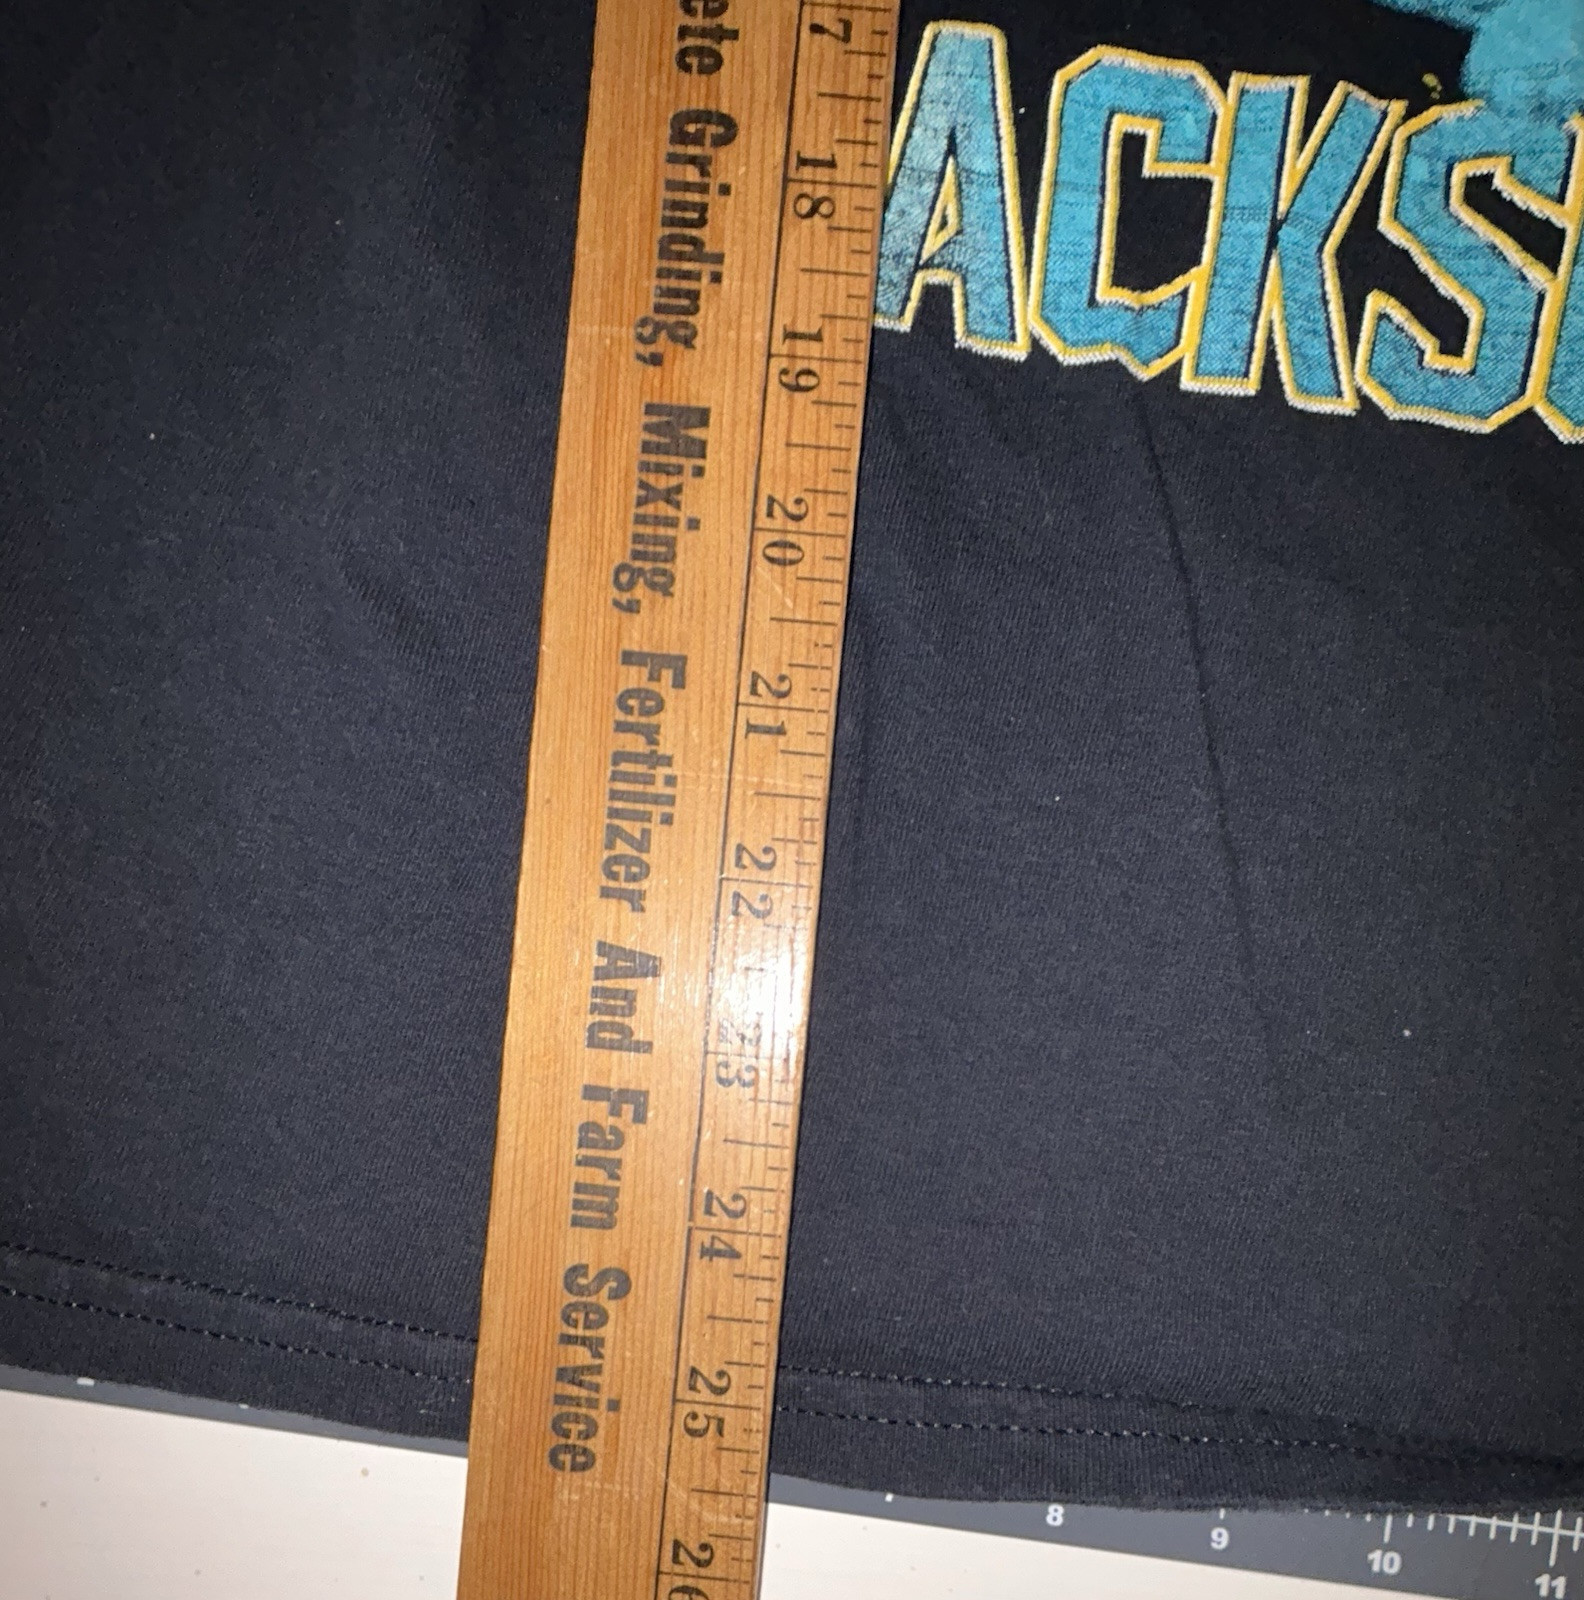 ete Grinding, Mixing, Fertilizer And Farm Service
7 18 19 20 21 22 23 24 25 26
ACKS
8 9 10 11